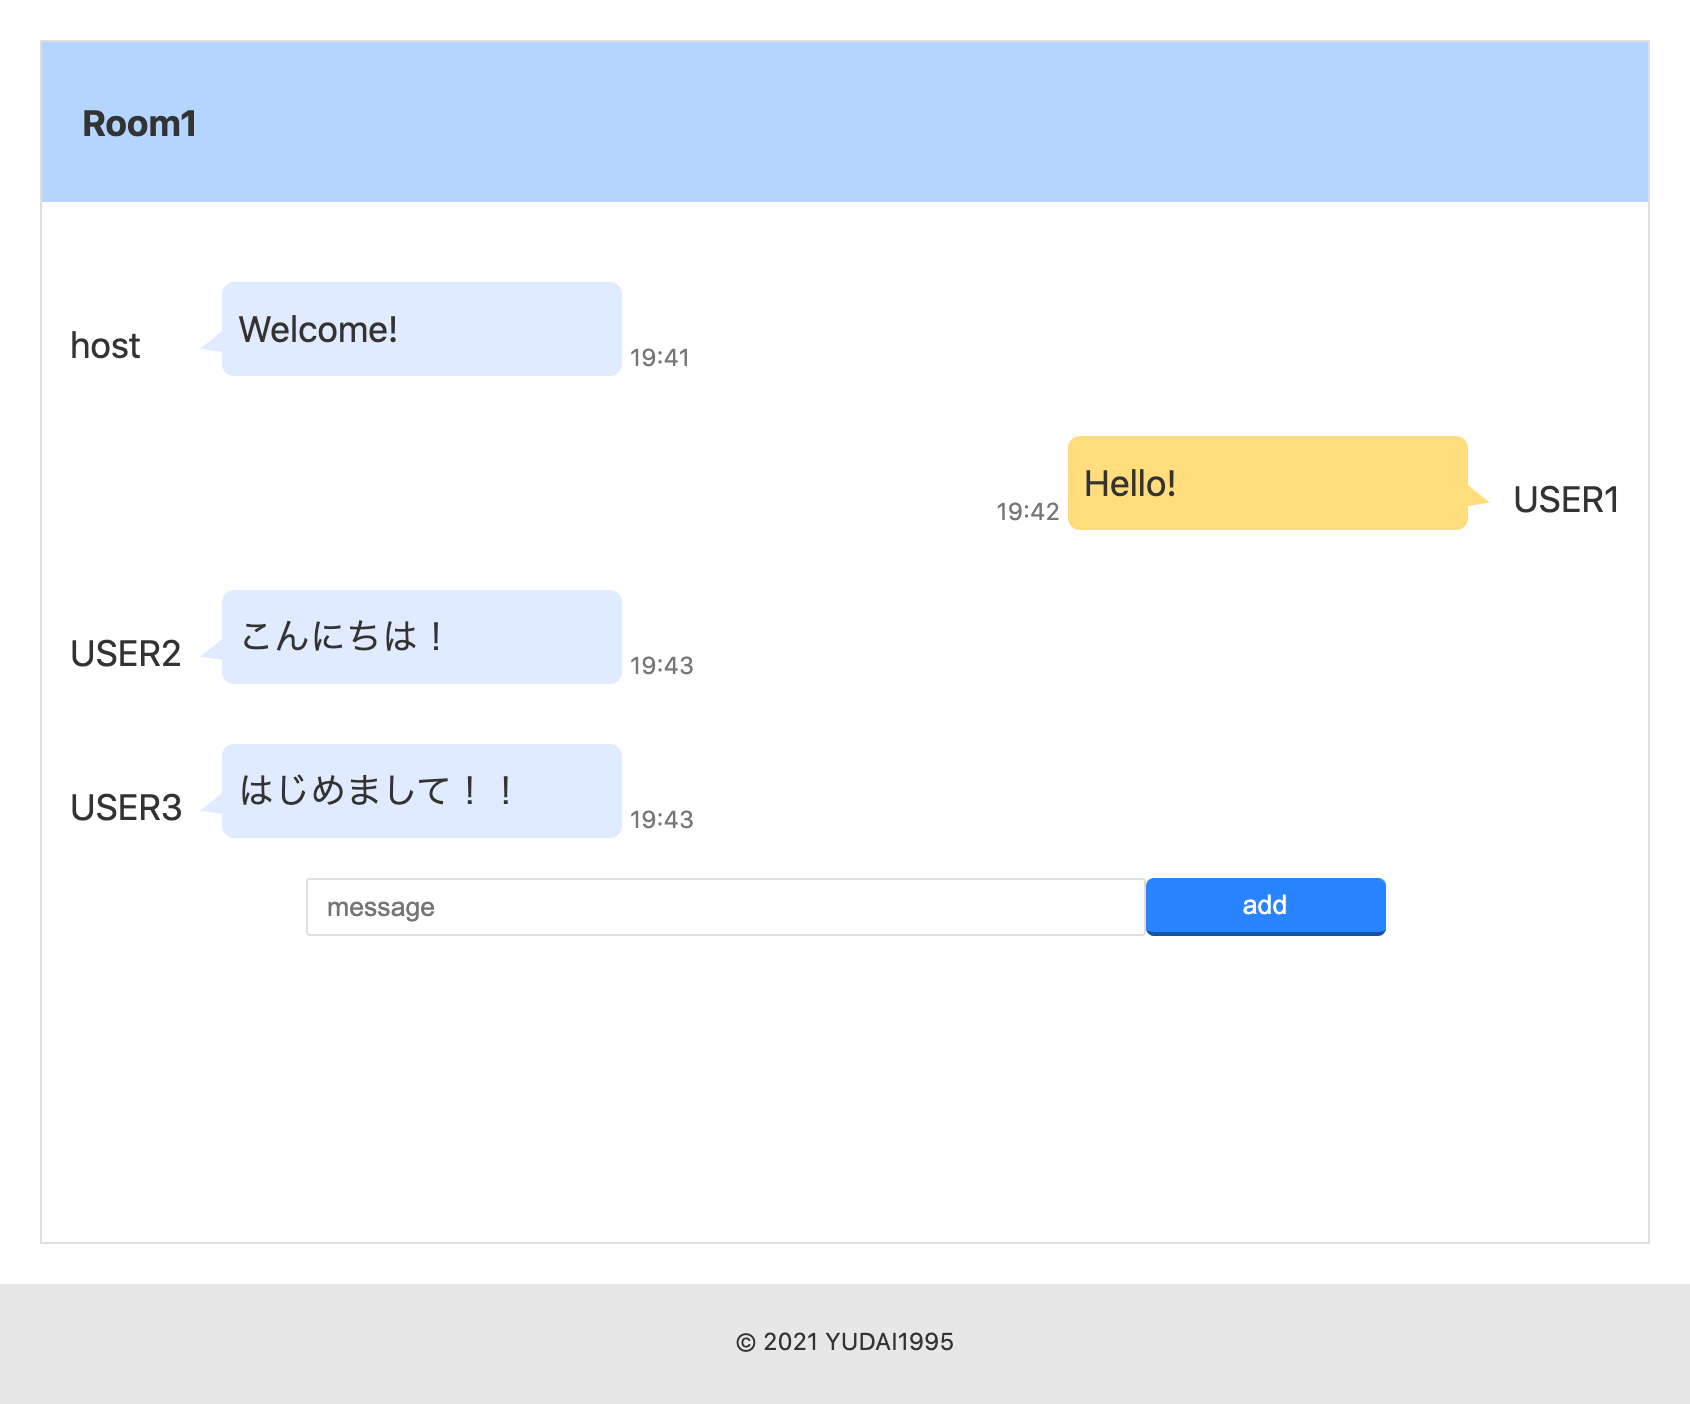 Room1
host
Welcome!
19:41
19:42
Hello!
USER1
USER2
こんにちは！
19:43
USER3
はじめまして！！
19:43
message
add
© 2021 YUDAI1995